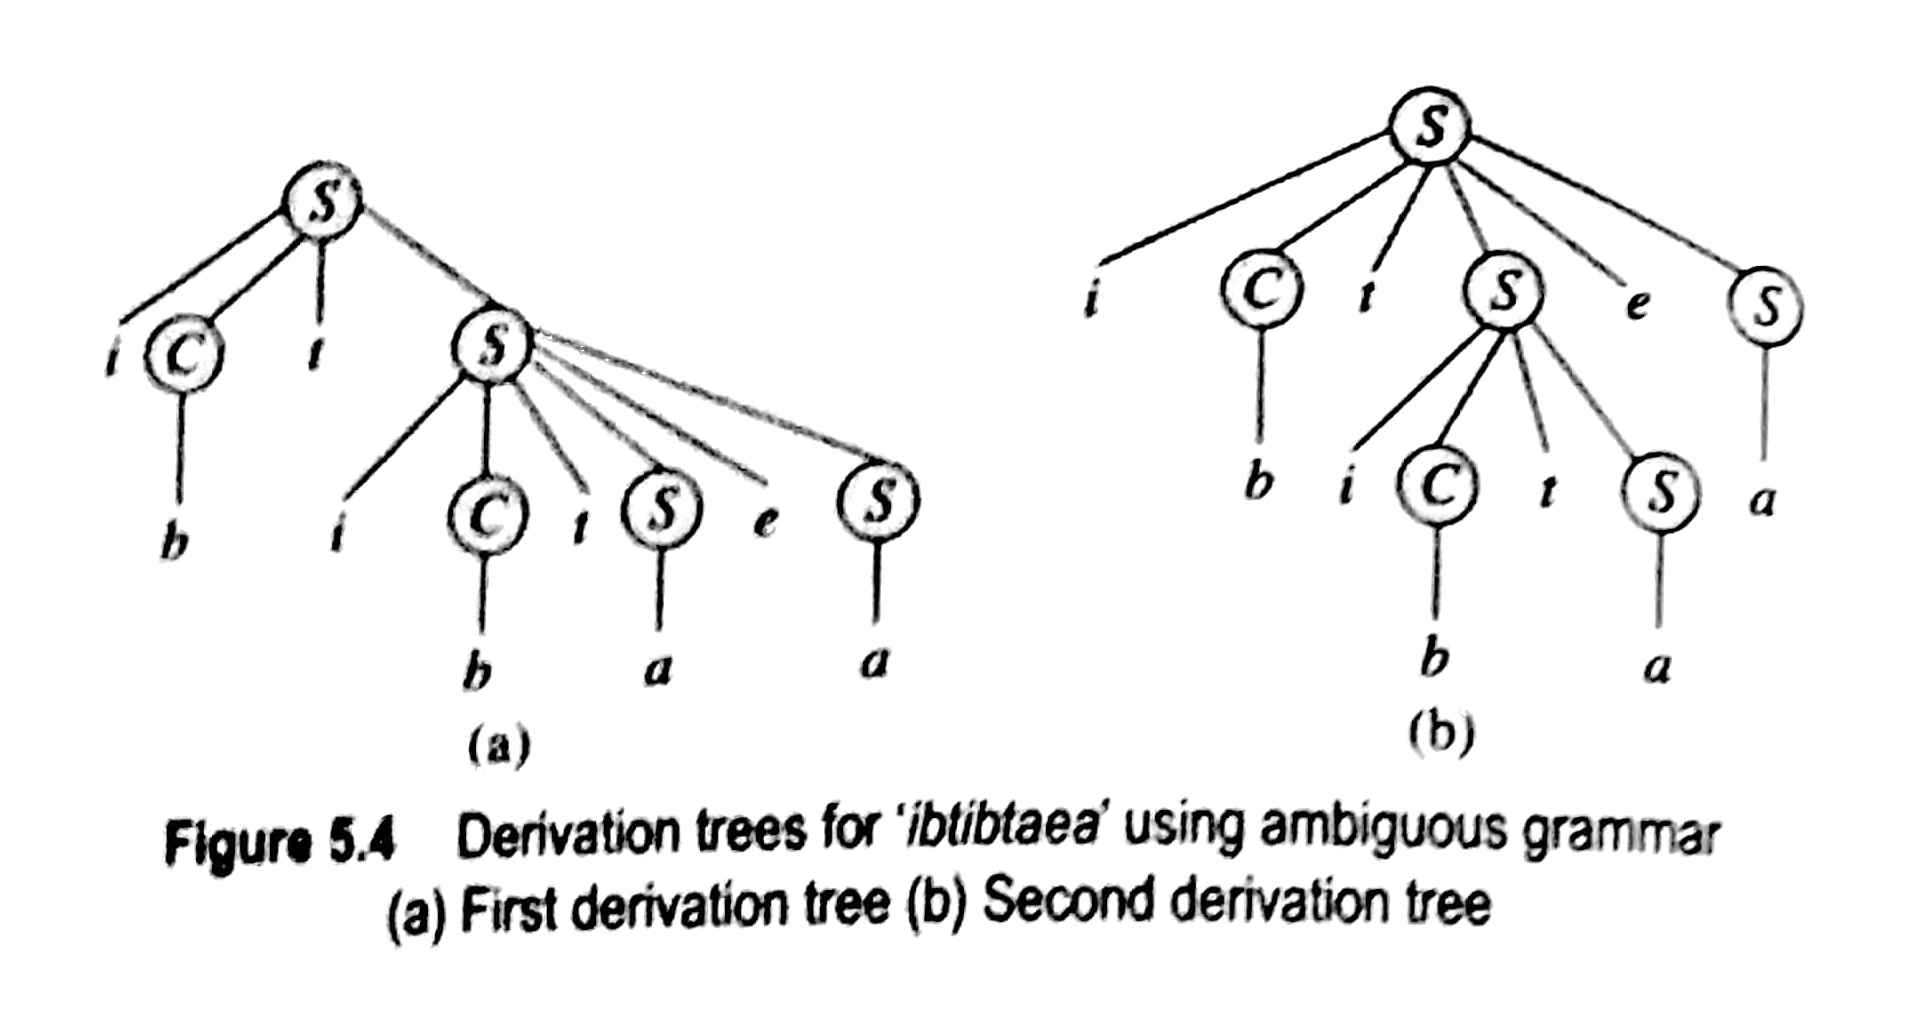 S
S
i C t S
i C t S e S
b
i C t S e S
b i C t S a
b a a
b a
(a)
(b)
Figure 5.4 Derivation trees for ‘ibtibtaea’ using ambiguous grammar
(a) First derivation tree (b) Second derivation tree